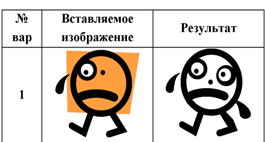 №
вар
Вставляемое
изображение
Результат
1